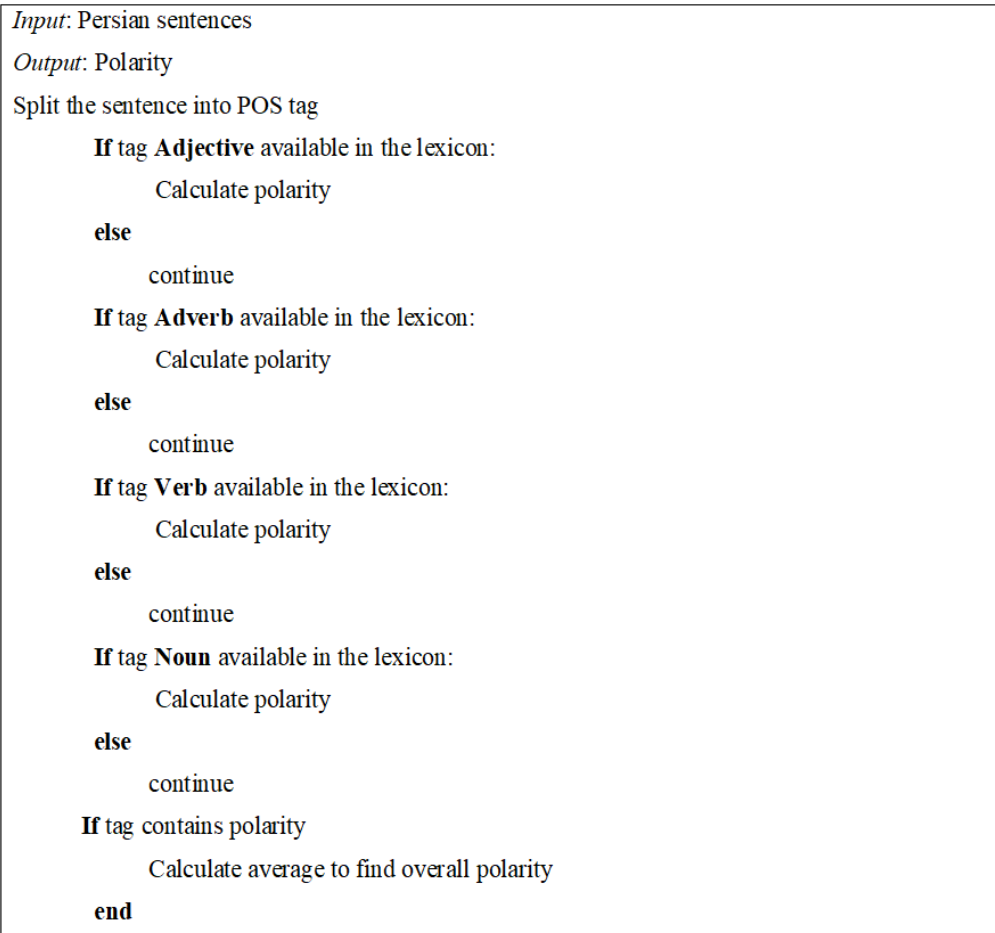 Input: Persian sentences
Output: Polarity
Split the sentence into POS tag
If tag Adjective available in the lexicon:
Calculate polarity
else
continue
If tag Adverb available in the lexicon:
Calculate polarity
else
continue
If tag Verb available in the lexicon:
Calculate polarity
else
continue
If tag Noun available in the lexicon:
Calculate polarity
else
continue
If tag contains polarity
Calculate average to find overall polarity
end